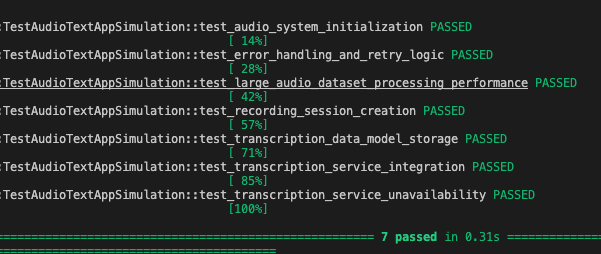 :TestAudioTextAppSimulation::test_audio_system_initialization PASSED
[ 14%]
:TestAudioTextAppSimulation::test_error_handling_and_retry_logic PASSED
[ 28%]
:TestAudioTextAppSimulation::test_large_audio_dataset_processing_performance PASSED
[ 42%]
:TestAudioTextAppSimulation::test_recording_session_creation PASSED
[ 57%]
:TestAudioTextAppSimulation::test_transcription_data_model_storage PASSED
[ 71%]
:TestAudioTextAppSimulation::test_transcription_service_integration PASSED
[ 85%]
:TestAudioTextAppSimulation::test_transcription_service_unavailability PASSED
[100%]
====================================================== 7 passed in 0.31s ==============
========================================